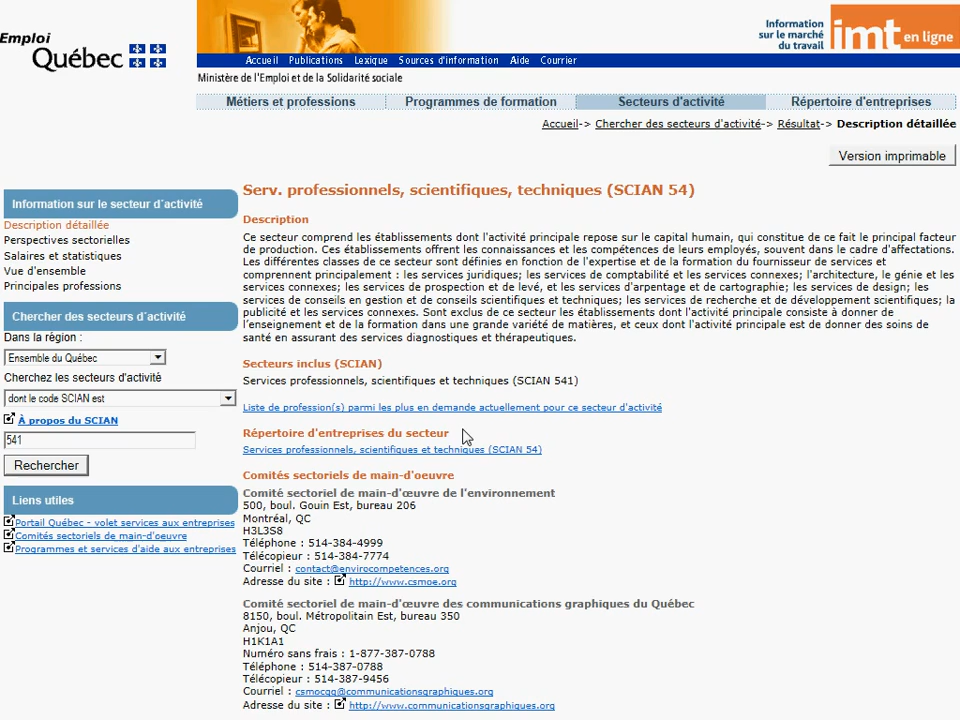 Emploi
Québec
Information
sur le marché
du travail
imt en ligne
Accueil Publications Lexique Sources d'information Aide Courrier
Ministère de l'Emploi et de la Solidarité sociale
Métiers et professions Programmes de formation Secteurs d'activité Répertoire d'entreprises
Accueil-> Chercher des secteurs d'activité-> Résultat-> Description détaillée
Version imprimable
Information sur le secteur d'activité
Description détaillée
Perspectives sectorielles
Salaires et statistiques
Vue d'ensemble
Principales professions
Chercher des secteurs d'activité
Dans la région :
Ensemble du Québec
Cherchez les secteurs d'activité
dont le code SCIAN est
À propos du SCIAN
541
Rechercher
Liens utiles
Portail Québec - volet services aux entreprises
Comités sectoriels de main-d'oeuvre
Programmes et services d'aide aux entreprises
Serv. professionnels, scientifiques, techniques (SCIAN 54)
Description
Ce secteur comprend les établissements dont l'activité principale repose sur le capital humain, qui constitue de ce fait le principal facteur
de production. Ces établissements offrent les connaissances et les compétences de leurs employés, souvent dans le cadre d'affectations.
Les différentes classes de ce secteur sont définies en fonction de l'expertise et de la formation du fournisseur de services et
comprennent principalement : les services juridiques; les services de comptabilité et les services connexes; l'architecture, le génie et les
services connexes; les services de prospection et de levé, et les services d'arpentage et de cartographie; les services de design; les
services de conseils en gestion et de conseils scientifiques et techniques; les services de recherche et de développement scientifiques; la
publicité et les services connexes. Sont exclus de ce secteur les établissements dont l'activité principale consiste à donner de
l'enseignement et de la formation dans une grande variété de matières, et ceux dont l'activité principale est de donner des soins de
santé en assurant des services diagnostiques et thérapeutiques.
Secteurs inclus (SCIAN)
Services professionnels, scientifiques et techniques (SCIAN 541)
Liste de profession(s) parmi les plus en demande actuellement pour ce secteur d'activité
Répertoire d'entreprises du secteur
Services professionnels, scientifiques et techniques (SCIAN 54)
Comités sectoriels de main-d'oeuvre
Comité sectoriel de main-d'œuvre de l'environnement
500, boul. Gouin Est, bureau 206
Montréal, QC
H3L3S8
Téléphone : 514-384-4999
Télécopieur : 514-384-7774
Courriel : contact@envirocompetences.org
Adresse du site : http://www.csmoe.org
Comité sectoriel de main-d'œuvre des communications graphiques du Québec
8150, boul. Métropolitain Est, bureau 350
Anjou, QC
H1K1A1
Numéro sans frais : 1-877-387-0788
Téléphone : 514-387-0788
Télécopieur : 514-387-9456
Courriel : csmocgq@communicationsgraphiques.org
Adresse du site : http://www.communicationsgraphiques.org